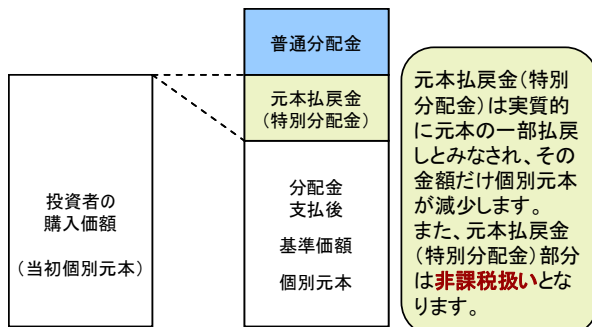 普通分配金
元本払戻金
(特別分配金)
投資者の
購入価額
(当初個別元本)
分配金
支払後
基準価額
個別元本
元本払戻金(特別
分配金)は実質的
に元本の一部払戻
しとみなされ、その
金額だけ個別元本
が減少します。
また、元本払戻金
(特別分配金)部分
は非課税扱いとな
ります。